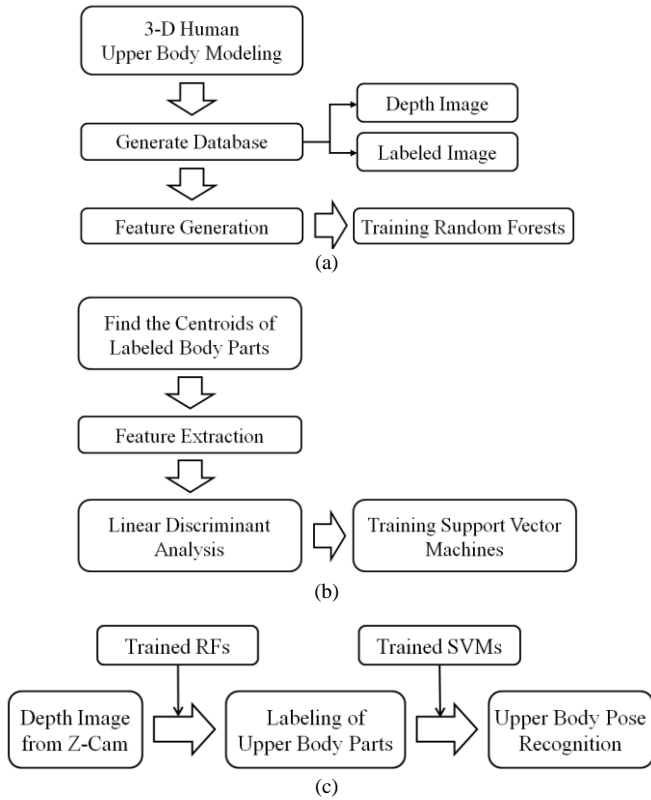 3-D Human
Upper Body Modeling
Depth Image
Generate Database
Labeled Image
Feature Generation
Training Random Forests
(a)
Find the Centroids of
Labeled Body Parts
Feature Extraction
Linear Discriminant
Analysis
Training Support Vector
Machines
(b)
Trained RFs
Trained SVMs
Depth Image
from Z-Cam
Labeling of
Upper Body Parts
Upper Body Pose
Recognition
(c)